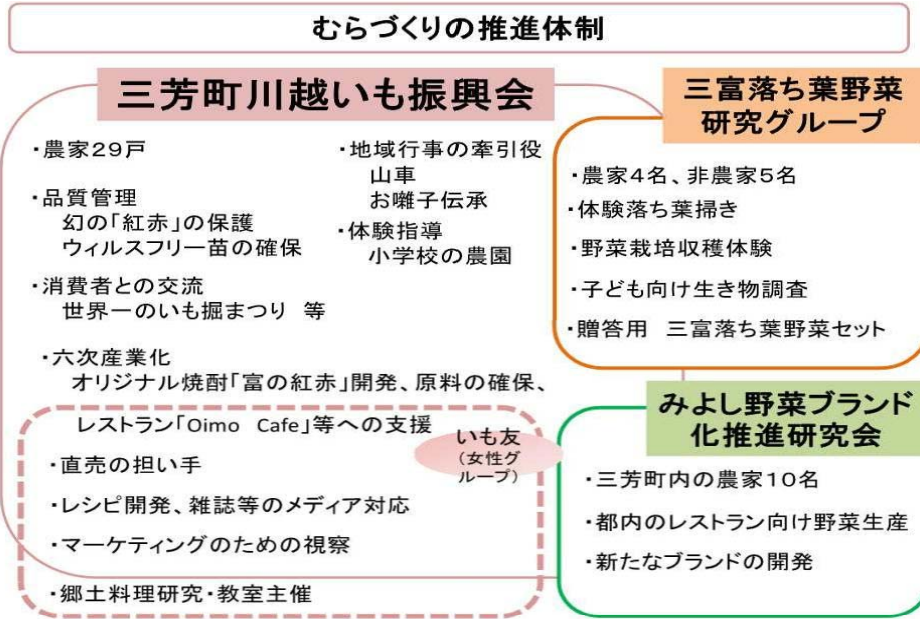 むらづくりの推進体制
三芳町川越いも振興会
・農家29戸
・品質管理
幻の「紅赤」の保護
ウィルスフリー苗の確保
・消費者との交流
世界一のいも掘まつり 等
・地域行事の牽引役
山車
お囃子伝承
・体験指導
小学校の農園
・六次産業化
オリジナル焼酎「富の紅赤」開発、原料の確保、
レストラン「Oimo Cafe」等への支援
いも友
(女性グ
ループ)
・直売の担い手
・レシピ開発、雑誌等のメディア対応
・マーケティングのための視察
・郷土料理研究・教室主催
三富落ち葉野菜
研究グループ
・農家4名、非農家5名
・体験落ち葉掃き
・野菜栽培収穫体験
・子ども向け生き物調査
・贈答用 三富落ち葉野菜セット
みよし野菜ブランド
化推進研究会
・三芳町内の農家10名
・都内のレストラン向け野菜生産
・新たなブランドの開発